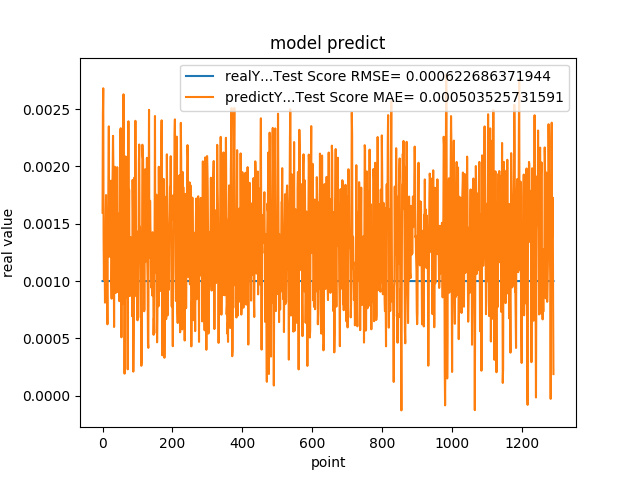 model predict
realY...Test Score RMSE= 0.000622686371944
predictY...Test Score MAE= 0.000503525731591
real value
0.0025
0.0020
0.0015
0.0010
0.0005
0.0000
0 200 400 600 800 1000 1200
point